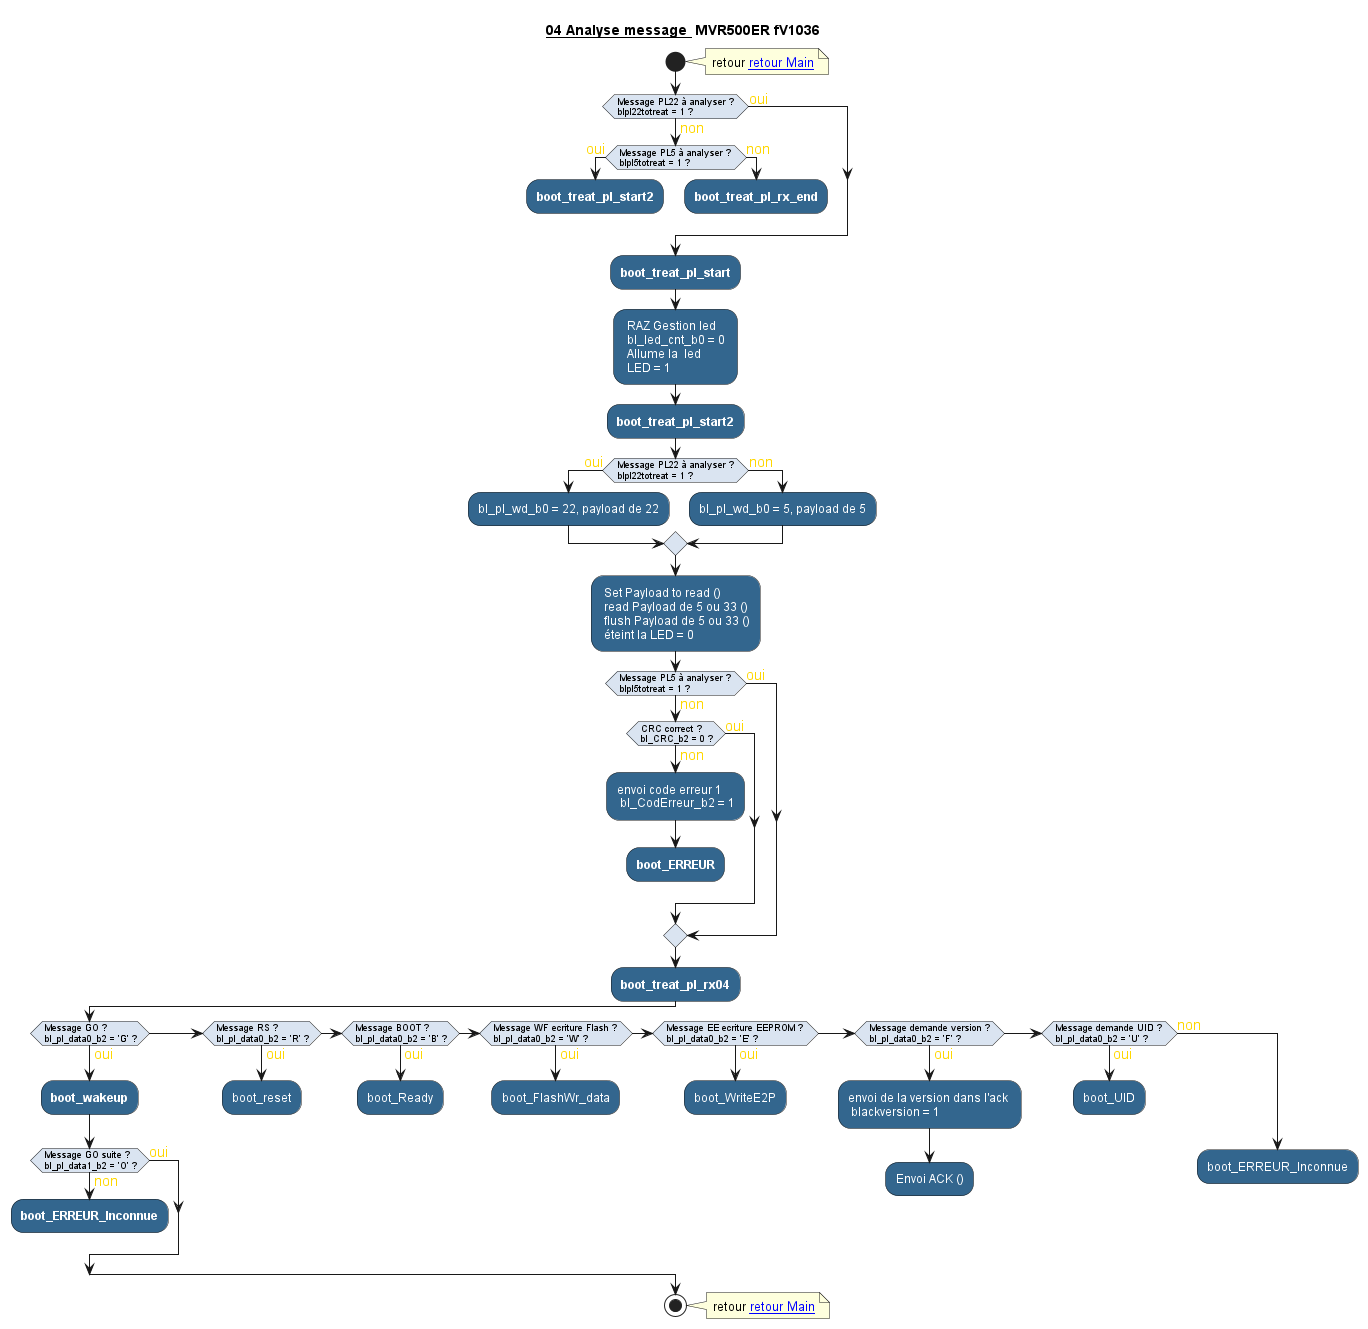 04 Analyse message  MVR500ER fV1036
retour retour Main
Message PL22 à analyser ?
blpl22totreat = 1 ?
oui
non
Message PL5 à analyser ?
blpl5totreat = 1 ?
oui
non
boot_treat_pl_start2
boot_treat_pl_rx_end
boot_treat_pl_start
RAZ Gestion led
bl_led_cnt_b0 = 0
Allume la  led
LED = 1
boot_treat_pl_start2
Message PL22 à analyser ?
blpl22totreat = 1 ?
oui
non
bl_pl_wd_b0 = 22, payload de 22
bl_pl_wd_b0 = 5, payload de 5
Set Payload to read ()
read Payload de 5 ou 33 ()
flush Payload de 5 ou 33 ()
éteint la LED = 0
Message PL5 à analyser ?
blpl5totreat = 1 ?
oui
non
CRC correct ?
bl_CRC_b2 = 0 ?
oui
non
envoi code erreur 1
bl_CodErreur_b2 = 1
boot_ERREUR
boot_treat_pl_rx04
Message GO ?
bl_pl_data0_b2 = 'G' ?
oui
Message RS ?
bl_pl_data0_b2 = 'R' ?
oui
Message BOOT ?
bl_pl_data0_b2 = 'B' ?
oui
Message WF ecriture Flash ?
bl_pl_data0_b2 = 'W' ?
oui
Message EE ecriture EEPROM ?
bl_pl_data0_b2 = 'E' ?
oui
Message demande version ?
bl_pl_data0_b2 = 'F' ?
oui
Message demande UID ?
bl_pl_data0_b2 = 'U' ?
oui
non
boot_wakeup
boot_reset
boot_Ready
boot_FlashWr_data
boot_WriteE2P
envoi de la version dans l'ack
blackversion = 1
boot_UID
Message GO suite ?
bl_pl_data1_b2 = 'O' ?
oui
non
boot_ERREUR_Inconnue
Envoi ACK ()
boot_ERREUR_Inconnue
retour retour Main